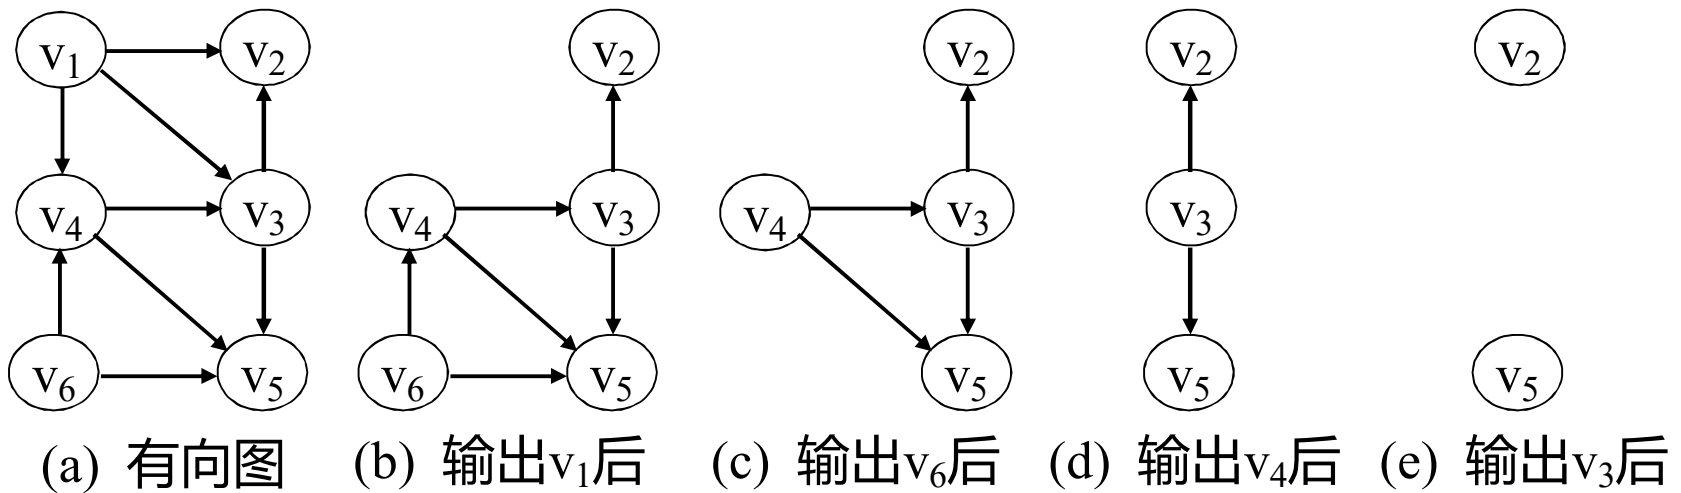 v1 v2 v2 v2 v2 v2
v4 v3 v4 v3 v4 v3 v3
v6 v5 v6 v5 v5 v5 v5
(a) 有向图 (b) 输出v1后 (c) 输出v6后 (d) 输出v4后 (e) 输出v3后